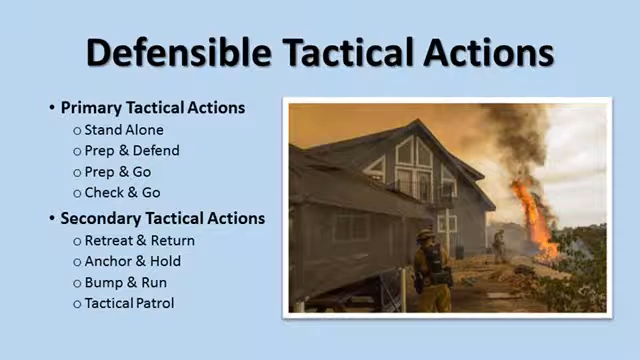 Defensible Tactical Actions
• Primary Tactical Actions
o Stand Alone
o Prep & Defend
o Prep & Go
o Check & Go
• Secondary Tactical Actions
o Retreat & Return
o Anchor & Hold
o Bump & Run
o Tactical Patrol